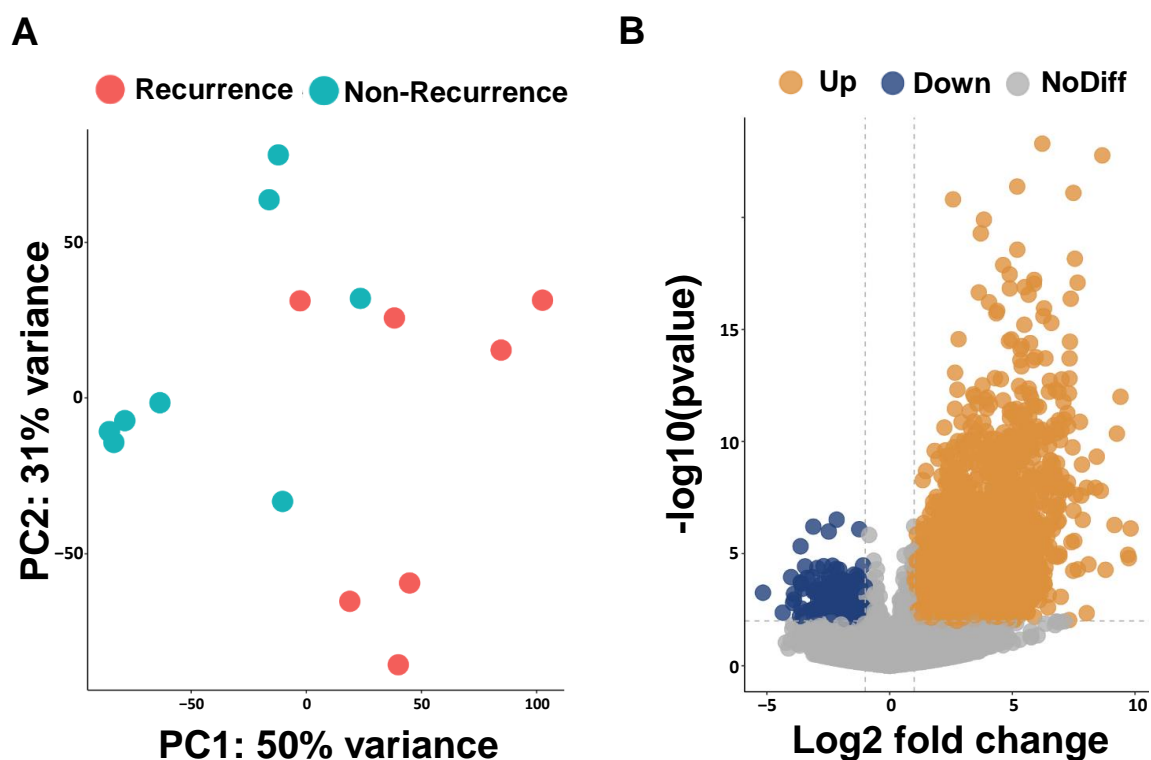 A
Recurrence
Non-Recurrence
50
0
−50
PC2: 31% variance
−50
0
50
100
PC1: 50% variance
B
Up
Down
NoDiff
15
10
5
0
-log10(pvalue)
−5
0
5
10
Log2 fold change